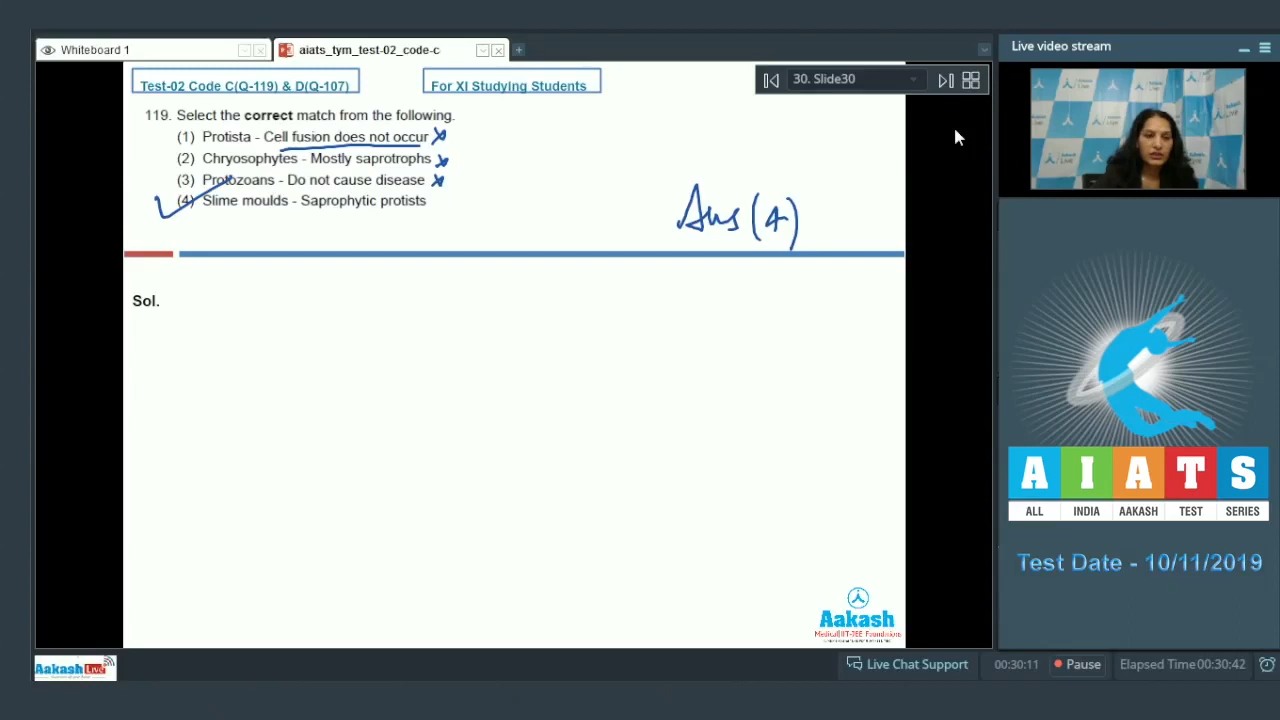 Whiteboard 1
aiats_tym_test-02_code-c
Live video stream
Test-02 Code C(Q-119) & D(Q-107)
For XI Studying Students
30. Slide30
119. Select the correct match from the following.
(1) Protista - Cell fusion does not occur
(2) Chryosophytes - Mostly saprotrophs
(3) Protozoans - Do not cause disease
(4) Slime moulds - Saprophytic protists
Ans (4)
Sol.
A I A T S
ALL INDIA AAKASH TEST SERIES
Test Date - 10/11/2019
Aakash
Medical|IIT-JEE|Foundations
Aakash Live
Live Chat Support
00:30:11
Pause
Elapsed Time 00:30:42